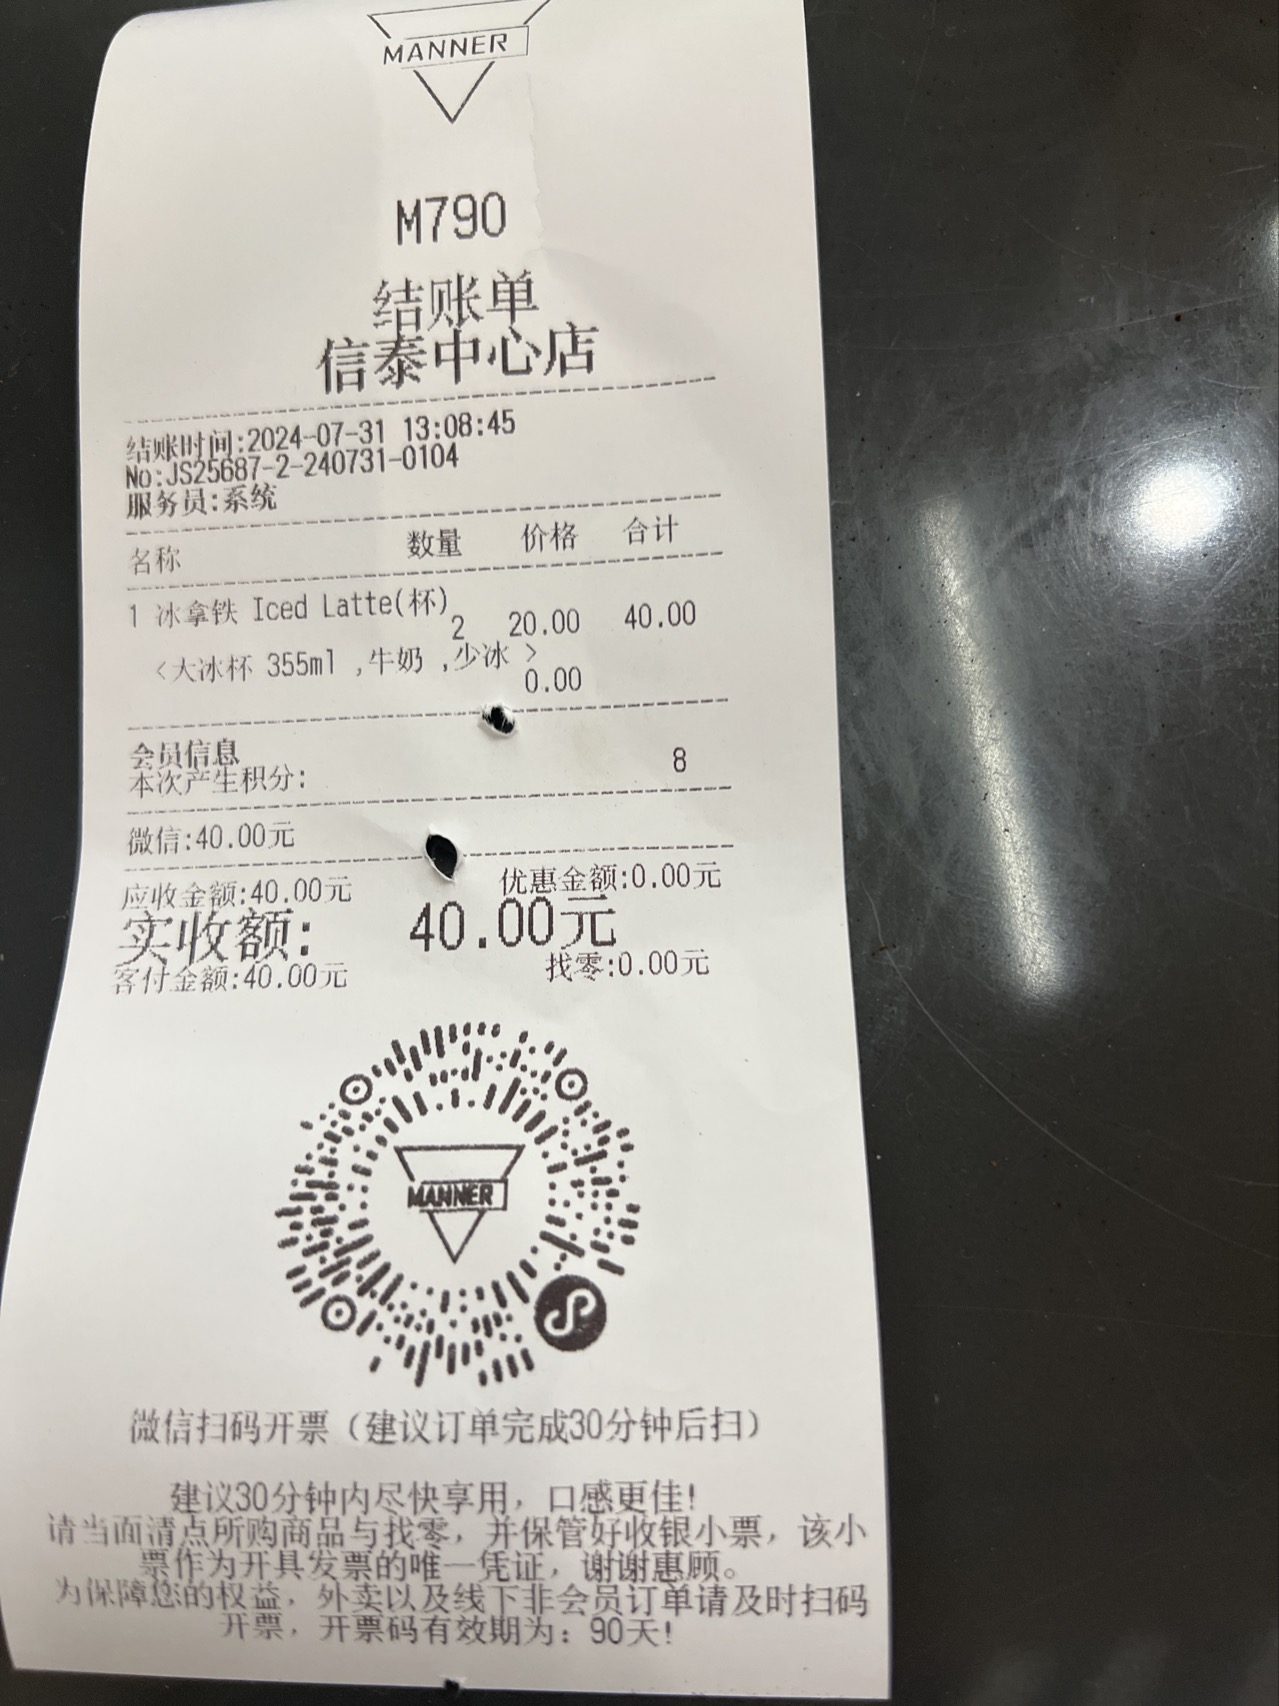 MANNER
M790
结账单
信泰中心店
结账时间:2024-07-31 13:08:45
No:JS25687-2-240731-0104
服务员:系统
名称 数量 价格 合计
1 冰拿铁 Iced Latte(杯)
2 20.00 40.00
<大冰杯 355ml ,牛奶 ,少冰 >
0.00
会员信息
本次产生积分: 8
微信:40.00元
应收金额:40.00元 优惠金额:0.00元
实收额: 40.00元
客付金额:40.00元 找零:0.00元
MANNER
微信扫码开票（建议订单完成30分钟后扫）
建议30分钟内尽快享用，口感更佳!
请当面清点所购商品与找零，并保管好收银小票，该小
票作为开具发票的唯一凭证，谢谢惠顾。
为保障您的权益，外卖以及线下非会员订单请及时扫码
开票，开票码有效期为：90天!